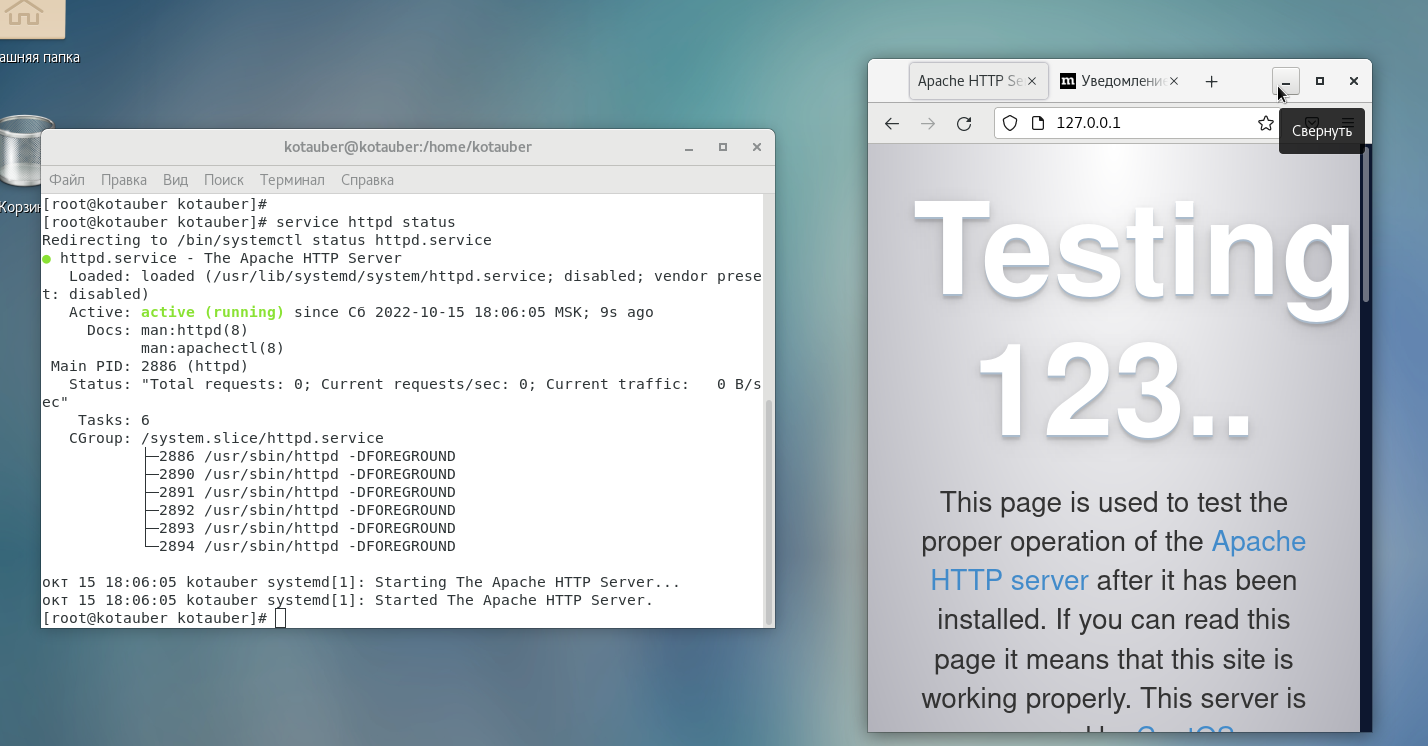 ашняя папка
Корзин
kotauber@kotauber:/home/kotauber
Файл Правка Вид Поиск Терминал Справка
[root@kotauber kotauber]#
[root@kotauber kotauber]# service httpd status
Redirecting to /bin/systemctl status httpd.service
● httpd.service - The Apache HTTP Server
Loaded: loaded (/usr/lib/systemd/system/httpd.service; disabled; vendor prese
t: disabled)
Active: active (running) since Сб 2022-10-15 18:06:05 MSK; 9s ago
Docs: man:httpd(8)
man:apachectl(8)
Main PID: 2886 (httpd)
Status: "Total requests: 0; Current requests/sec: 0; Current traffic:   0 B/s
ec"
Tasks: 6
CGroup: /system.slice/httpd.service
├─2886 /usr/sbin/httpd -DFOREGROUND
├─2890 /usr/sbin/httpd -DFOREGROUND
├─2891 /usr/sbin/httpd -DFOREGROUND
├─2892 /usr/sbin/httpd -DFOREGROUND
├─2893 /usr/sbin/httpd -DFOREGROUND
└─2894 /usr/sbin/httpd -DFOREGROUND
окт 15 18:06:05 kotauber systemd[1]: Starting The Apache HTTP Server...
окт 15 18:06:05 kotauber systemd[1]: Started The Apache HTTP Server.
[root@kotauber kotauber]#
Apache HTTP Se × m Уведомление ×
127.0.0.1
Свернуть
Testing
123..
This page is used to test the
proper operation of the Apache
HTTP server after it has been
installed. If you can read this
page it means that this site is
working properly. This server is
CentOS